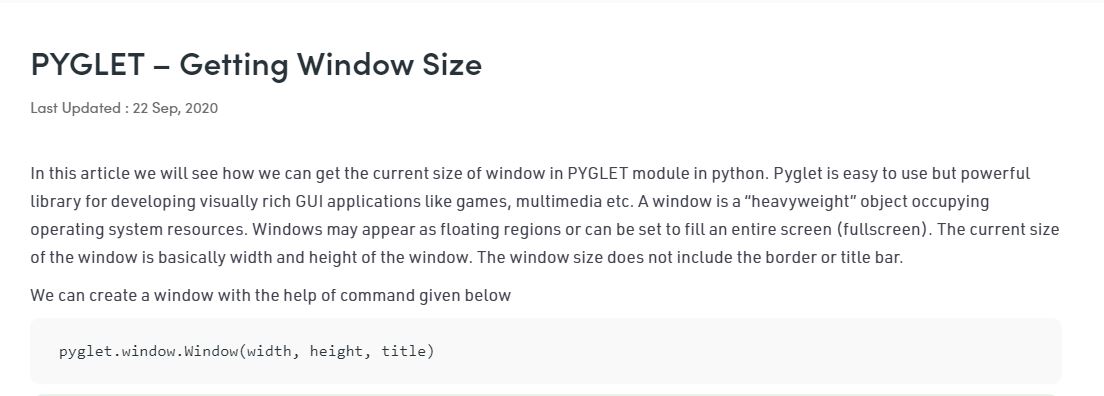 PYGLET – Getting Window Size
Last Updated : 22 Sep, 2020
In this article we will see how we can get the current size of window in PYGLET module in python. Pyglet is easy to use but powerful
library for developing visually rich GUI applications like games, multimedia etc. A window is a “heavyweight” object occupying
operating system resources. Windows may appear as floating regions or can be set to fill an entire screen (fullscreen). The current size
of the window is basically width and height of the window. The window size does not include the border or title bar.
We can create a window with the help of command given below
pyglet.window.Window(width, height, title)